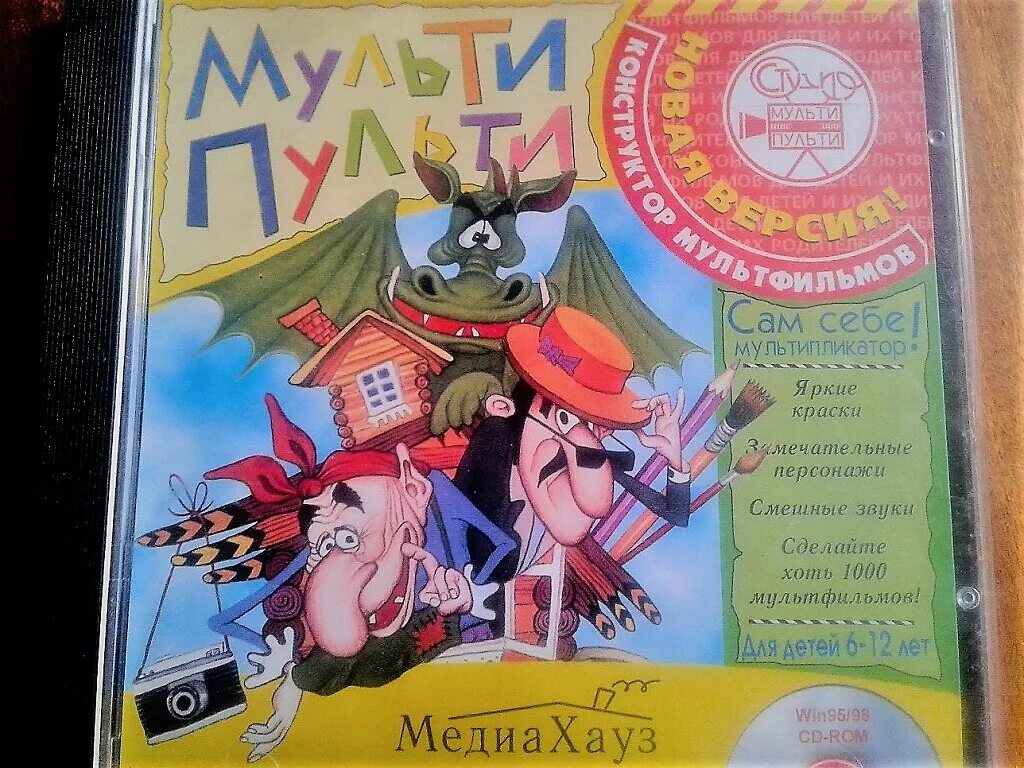 Мульти
Пульти
НОВАЯ ВЕРСИЯ!
КОНСТРУКТОР МУЛЬТФИЛЬМОВ
Студия
МУЛЬТИ
ПУЛЬТИ
Сам себе
мультипликатор!
Яркие
краски
Замечательные
персонажи
Смешные звуки
Сделайте
хоть 1000
мультфильмов!
Для детей 6-12 лет
МедиаХауз
Win95/98
CD-ROM